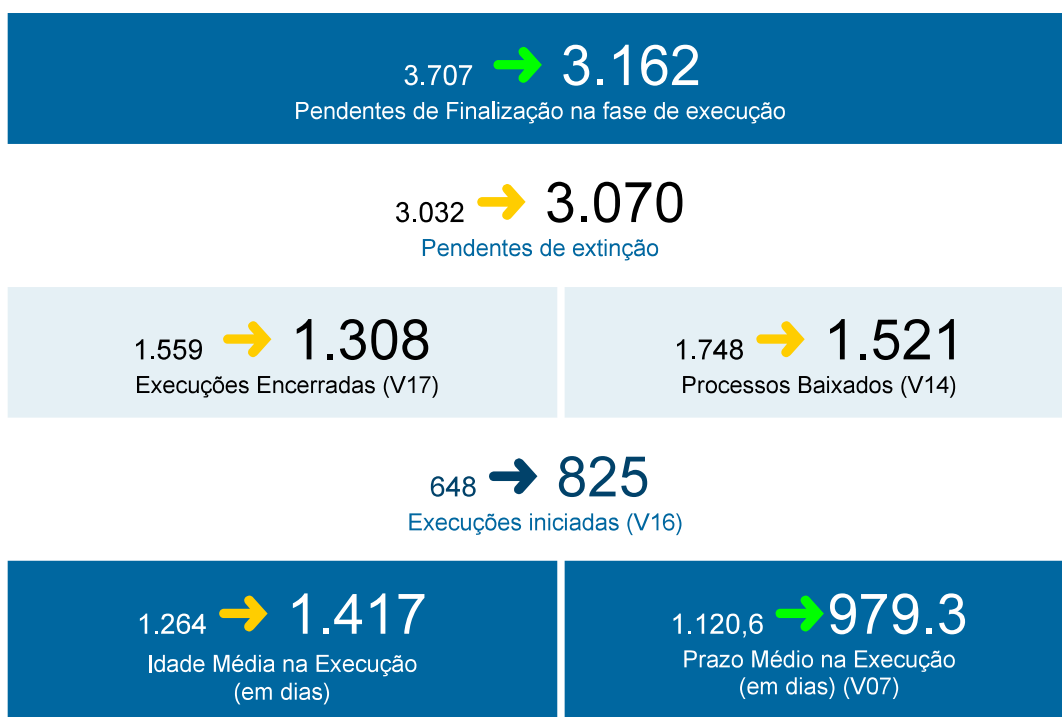 3.707 3.162
Pendentes de Finalização na fase de execução
3.032 3.070
Pendentes de extinção
1.559 1.308
Execuções Encerradas (V17)
1.748 1.521
Processos Baixados (V14)
648 825
Execuções iniciadas (V16)
1.264 1.417
Idade Média na Execução
(em dias)
1.120,6 979.3
Prazo Médio na Execução
(em dias) (V07)